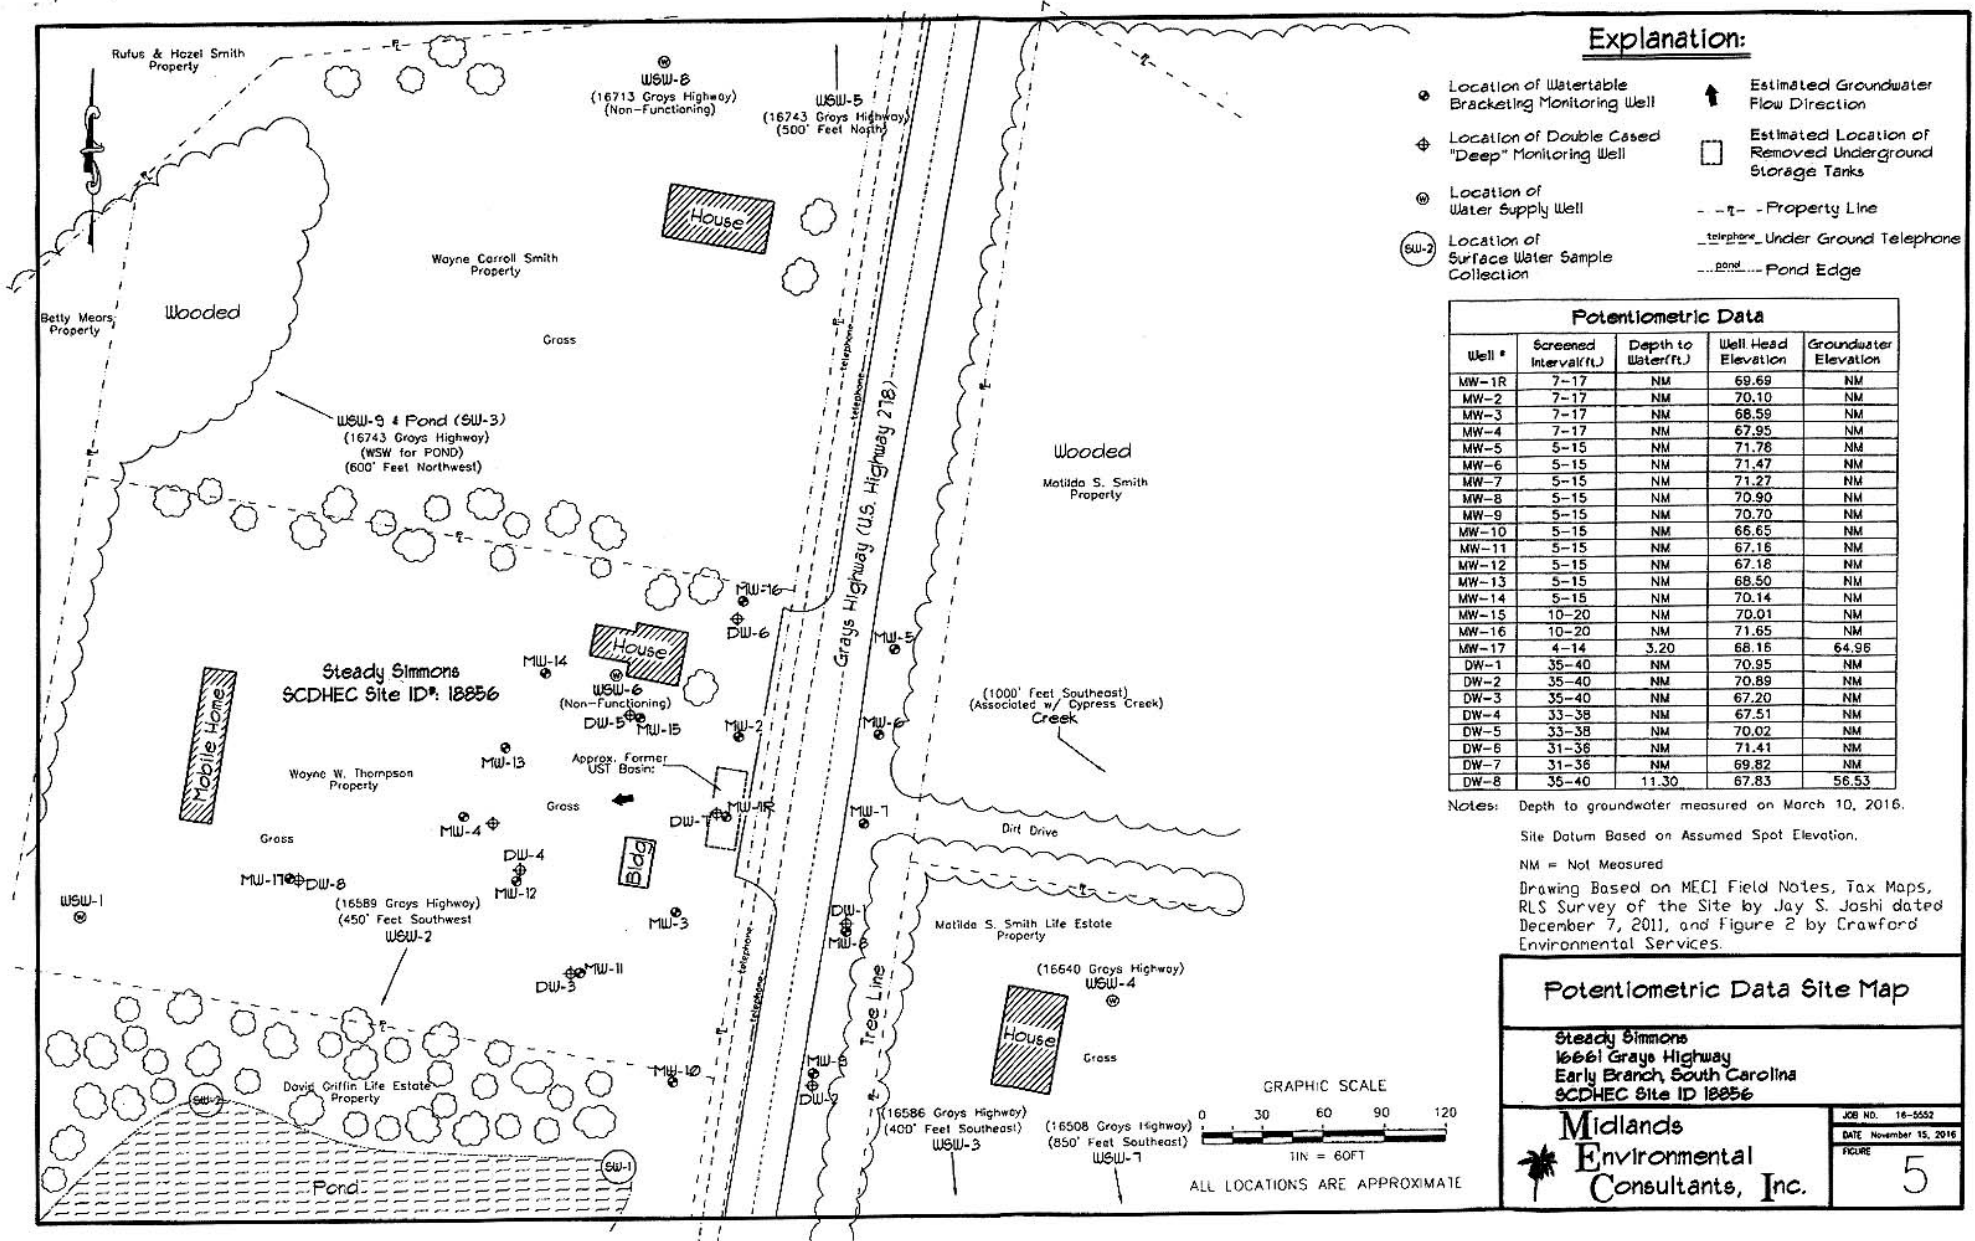 Rufus & Hazel Smith
Property
WSW-8
(16713 Grays Highway)
(Non-Functioning)
WSW-5
(16743 Grays Highway)
(500' Feet North)
House
Wayne Carroll Smith
Property
Wooded
Betty Mears
Property
Grass
WSW-9 & Pond (SW-3)
(16743 Grays Highway)
(WSW for POND)
(600' Feet Northwest)
telephone
telephone
Grays Highway (U.S. Highway 278)
Wooded
Matilda S. Smith
Property
MW-16
DW-6
House
MW-5
MW-14
Steady Simmons
SCDHEC Site ID#: 18856
WSW-6
(Non-Functioning)
DW-5
MW-15
MW-2
MW-6
(1000' Feet Southeast)
(Associated w/ Cypress Creek)
Creek
Mobile Home
MW-13
Approx. Former
UST Basin:
Wayne W. Thompson
Property
Grass
MW-1R
DW-7
MW-7
Dirt Drive
MW-4
Grass
Bldg
DW-4
MW-12
MW-17
DW-8
WSW-1
(16589 Grays Highway)
(450' Feet Southwest
WSW-2
MW-3
DW-1
MW-8
Matilda S. Smith Life Estate
Property
telephone
telephone
MW-11
DW-3
Tree Line
(16640 Grays Highway)
WSW-4
House
Grass
MW-10
MW-9
DW-2
David Griffin Life Estate
Property
SW-2
SW-1
Pond
(16586 Grays Highway)
(400' Feet Southeast)
WSW-3
(16508 Grays Highway)
(850' Feet Southeast)
WSW-7
GRAPHIC SCALE
0 30 60 90 120
1IN = 60FT
ALL LOCATIONS ARE APPROXIMATE
Explanation:
Location of Watertable
Bracketing Monitoring Well
Location of Double Cased
"Deep" Monitoring Well
Location of
Water Supply Well
SW-2
Location of
Surface Water Sample
Collection
Estimated Groundwater
Flow Direction
Estimated Location of
Removed Underground
Storage Tanks
Property Line
telephone Under Ground Telephone
pond Pond Edge
Potentiometric Data
Well # Screened Interval(ft.) Depth to Water(ft.) Well Head Elevation Groundwater Elevation
MW-1R 7-17 NM 69.69 NM
MW-2 7-17 NM 70.10 NM
MW-3 7-17 NM 68.59 NM
MW-4 7-17 NM 67.95 NM
MW-5 5-15 NM 71.78 NM
MW-6 5-15 NM 71.47 NM
MW-7 5-15 NM 71.27 NM
MW-8 5-15 NM 70.90 NM
MW-9 5-15 NM 70.70 NM
MW-10 5-15 NM 66.65 NM
MW-11 5-15 NM 67.16 NM
MW-12 5-15 NM 67.18 NM
MW-13 5-15 NM 68.50 NM
MW-14 5-15 NM 70.14 NM
MW-15 10-20 NM 70.01 NM
MW-16 10-20 NM 71.65 NM
MW-17 4-14 3.20 68.16 64.96
DW-1 35-40 NM 70.95 NM
DW-2 35-40 NM 70.89 NM
DW-3 35-40 NM 67.20 NM
DW-4 33-38 NM 67.51 NM
DW-5 33-38 NM 70.02 NM
DW-6 31-36 NM 71.41 NM
DW-7 31-36 NM 69.82 NM
DW-8 35-40 11.30 67.83 56.53
Notes: Depth to groundwater measured on March 10, 2016.
Site Datum Based on Assumed Spot Elevation.
NM = Not Measured
Drawing Based on MECI Field Notes, Tax Maps,
RLS Survey of the Site by Jay S. Joshi dated
December 7, 2011, and Figure 2 by Crawford
Environmental Services.
Potentiometric Data Site Map
Steady Simmons
16661 Grays Highway
Early Branch, South Carolina
SCDHEC Site ID 18856
Midlands
Environmental
Consultants, Inc.
JOB NO. 16-5552
DATE November 15, 2016
FIGURE
5